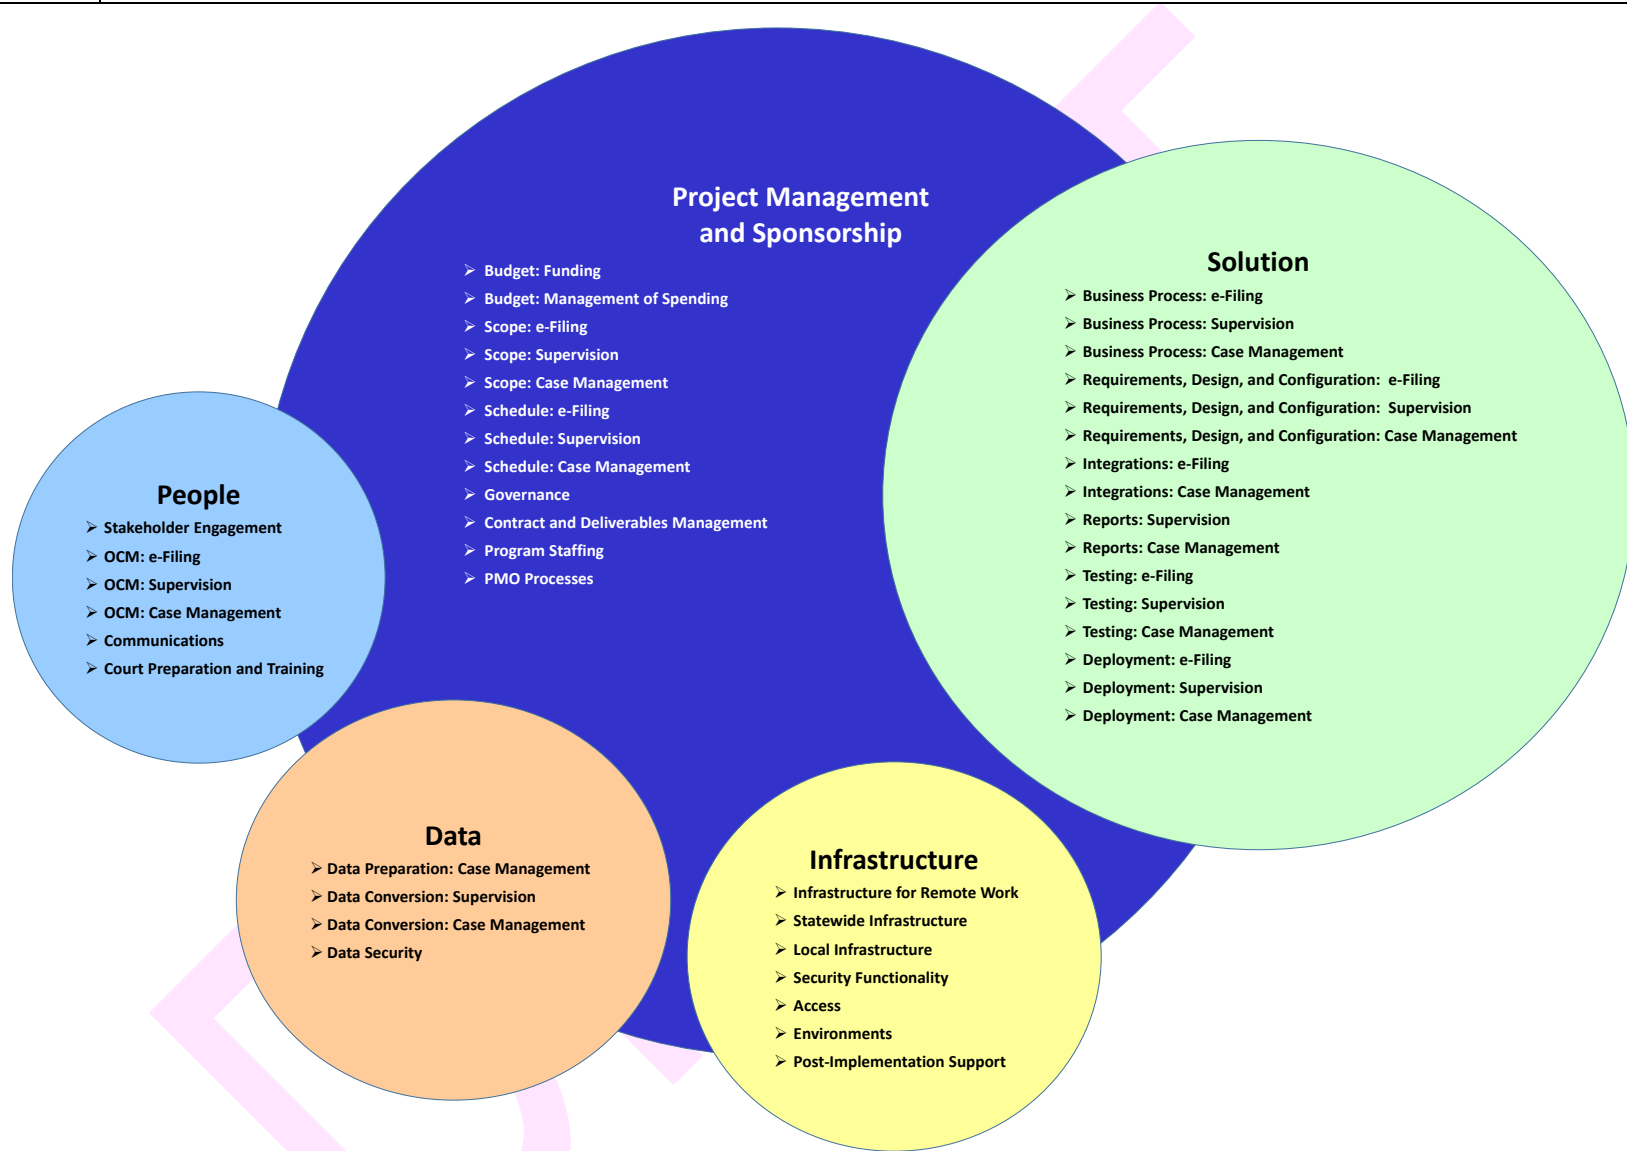 Project Management
and Sponsorship
➢ Budget: Funding
➢ Budget: Management of Spending
➢ Scope: e-Filing
➢ Scope: Supervision
➢ Scope: Case Management
➢ Schedule: e-Filing
➢ Schedule: Supervision
➢ Schedule: Case Management
➢ Governance
➢ Contract and Deliverables Management
➢ Program Staffing
➢ PMO Processes
Solution
➢ Business Process: e-Filing
➢ Business Process: Supervision
➢ Business Process: Case Management
➢ Requirements, Design, and Configuration: e-Filing
➢ Requirements, Design, and Configuration: Supervision
➢ Requirements, Design, and Configuration: Case Management
➢ Integrations: e-Filing
➢ Integrations: Case Management
➢ Reports: Supervision
➢ Reports: Case Management
➢ Testing: e-Filing
➢ Testing: Supervision
➢ Testing: Case Management
➢ Deployment: e-Filing
➢ Deployment: Supervision
➢ Deployment: Case Management
People
➢ Stakeholder Engagement
➢ OCM: e-Filing
➢ OCM: Supervision
➢ OCM: Case Management
➢ Communications
➢ Court Preparation and Training
Data
➢ Data Preparation: Case Management
➢ Data Conversion: Supervision
➢ Data Conversion: Case Management
➢ Data Security
Infrastructure
➢ Infrastructure for Remote Work
➢ Statewide Infrastructure
➢ Local Infrastructure
➢ Security Functionality
➢ Access
➢ Environments
➢ Post-Implementation Support